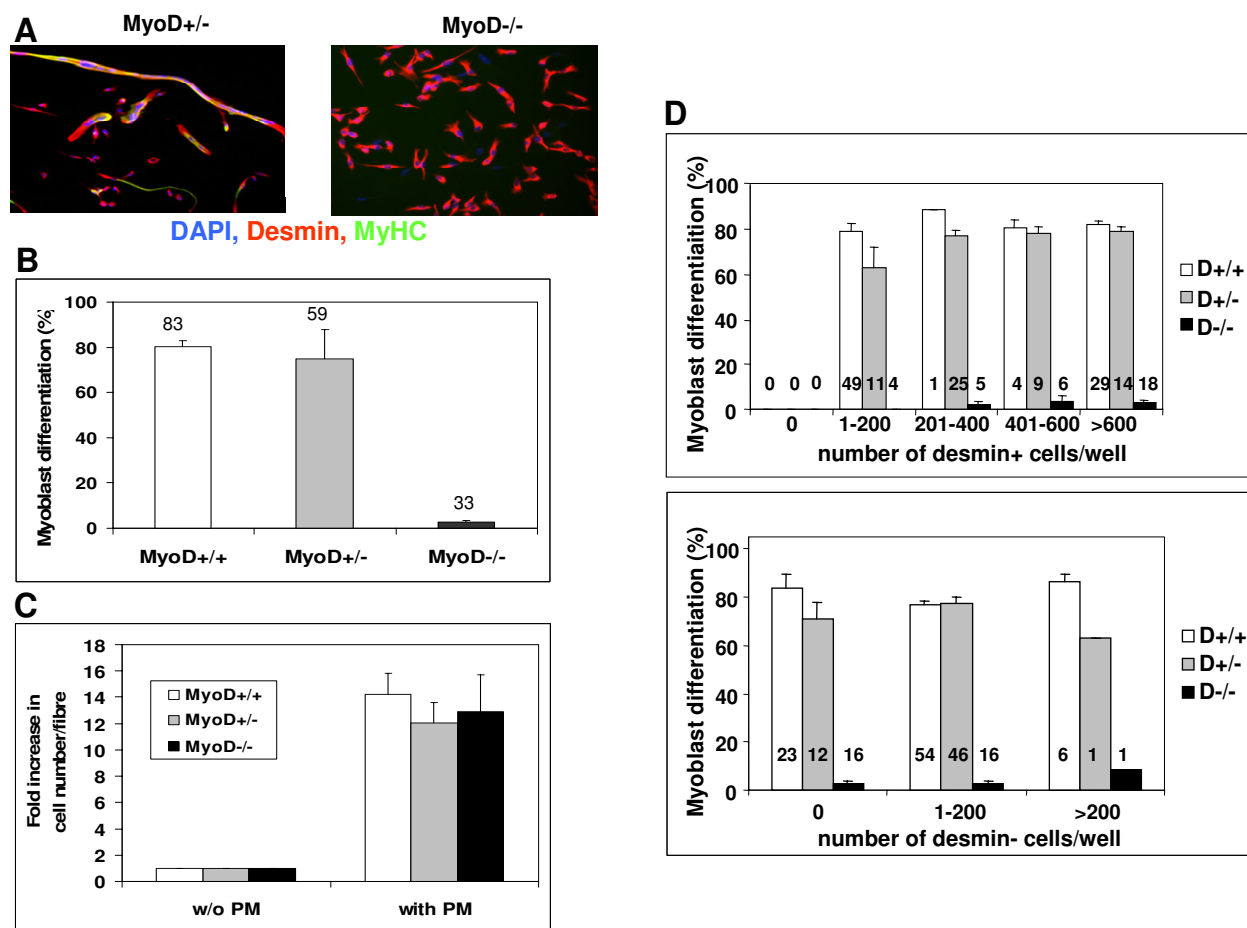 A
MyoD+/-
MyoD-/-
DAPI, Desmin, MyHC
B
Myoblast differentiation (%)
100
80
60
40
20
0
83
59
33
MyoD+/+
MyoD+/-
MyoD-/-
C
Fold increase in
cell number/fibre
18
16
14
12
10
8
6
4
2
0
MyoD+/+
MyoD+/-
MyoD-/-
w/o PM
with PM
D
Myoblast differentiaition (%)
100
80
60
40
20
0
0 0 0
49 11 4
1 25 5
4 9 6
29 14 18
0 1-200 201-400 401-600 >600
number of desmin+ cells/well
D+/+
D+/-
D-/-
Myoblast differentiation (%)
100
80
60
40
20
0
23 12 16
54 46 16
6 1 1
0 1-200 >200
number of desmin- cells/well
D+/+
D+/-
D-/-